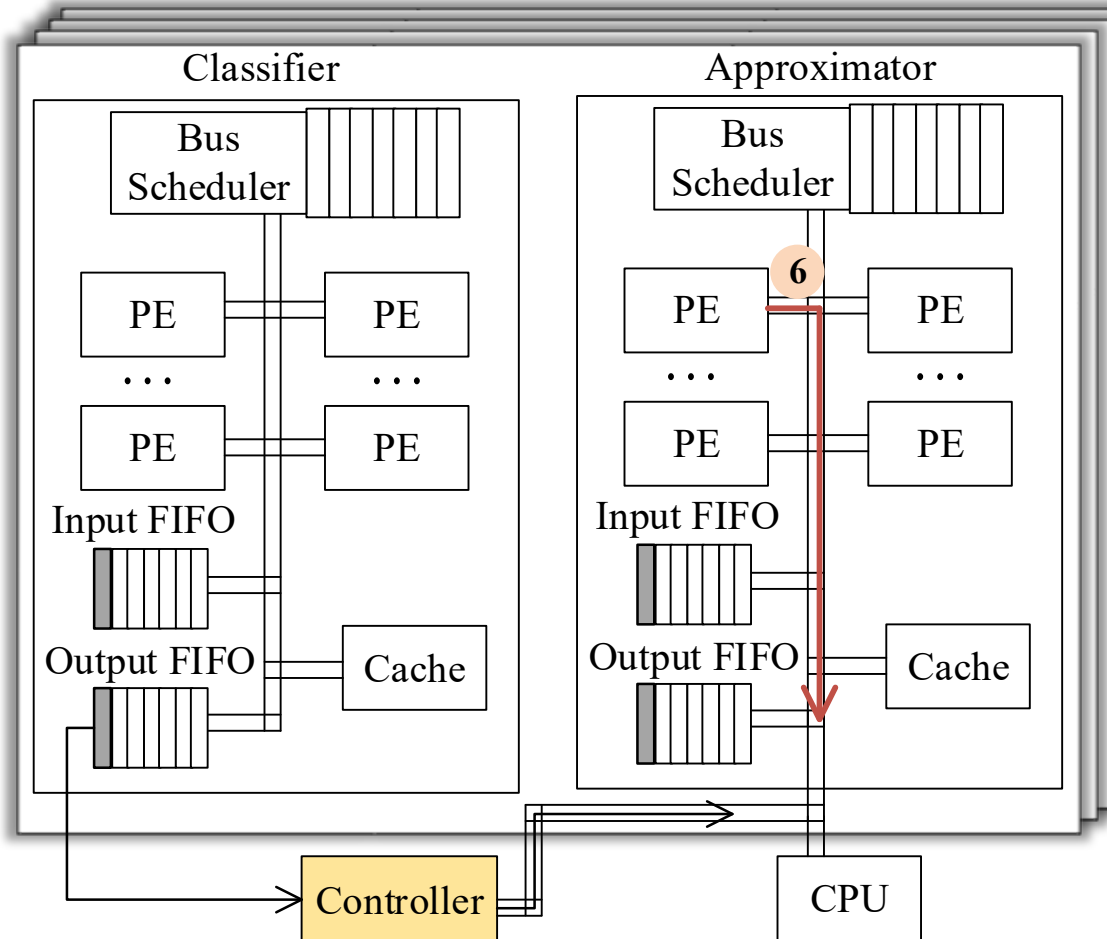 Classifier
Bus
Scheduler
PE
PE
...
...
PE
PE
Input FIFO
Output FIFO
Cache
Approximator
Bus
Scheduler
6
PE
PE
...
...
PE
PE
Input FIFO
Output FIFO
Cache
Controller
CPU